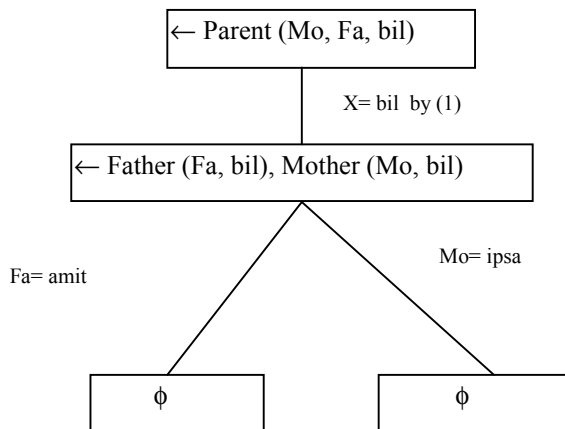 ← Parent (Mo, Fa, bil)
X= bil by (1)
← Father (Fa, bil), Mother (Mo, bil)
Mo= ipsa
Fa= amit
ϕ
ϕ